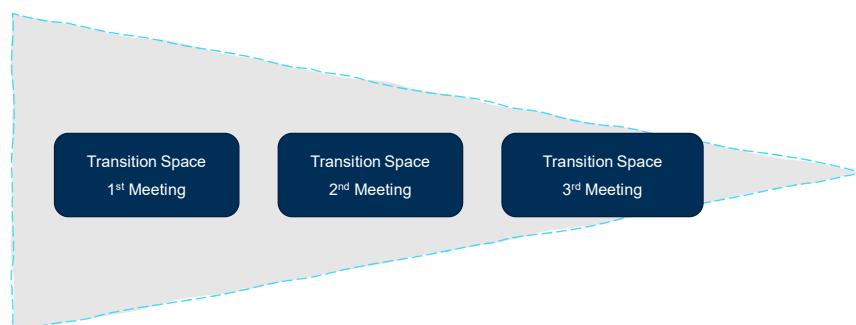 Transition Space
1st Meeting
Transition Space
2nd Meeting
Transition Space
3rd Meeting